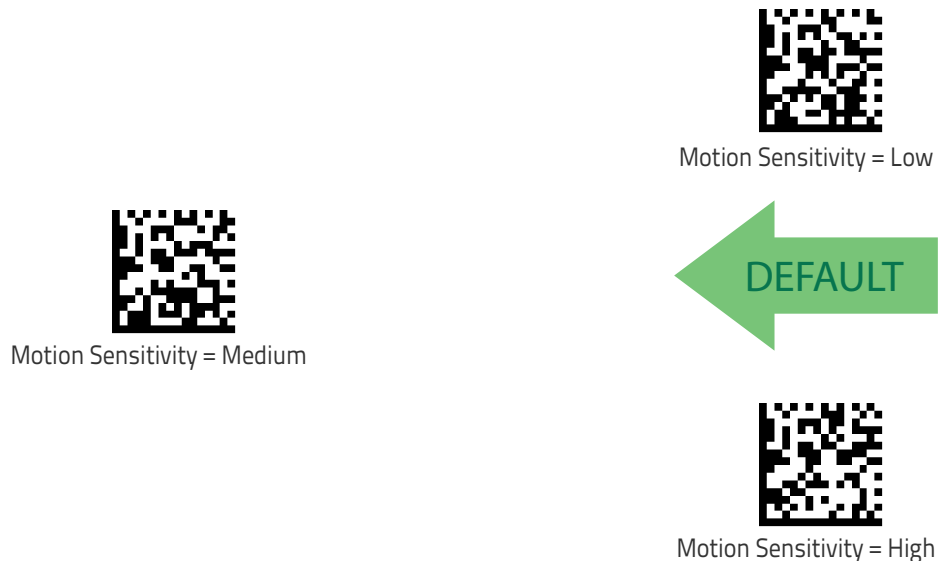 Motion Sensitivity = Low
DEFAULT
Motion Sensitivity = Medium
Motion Sensitivity = High